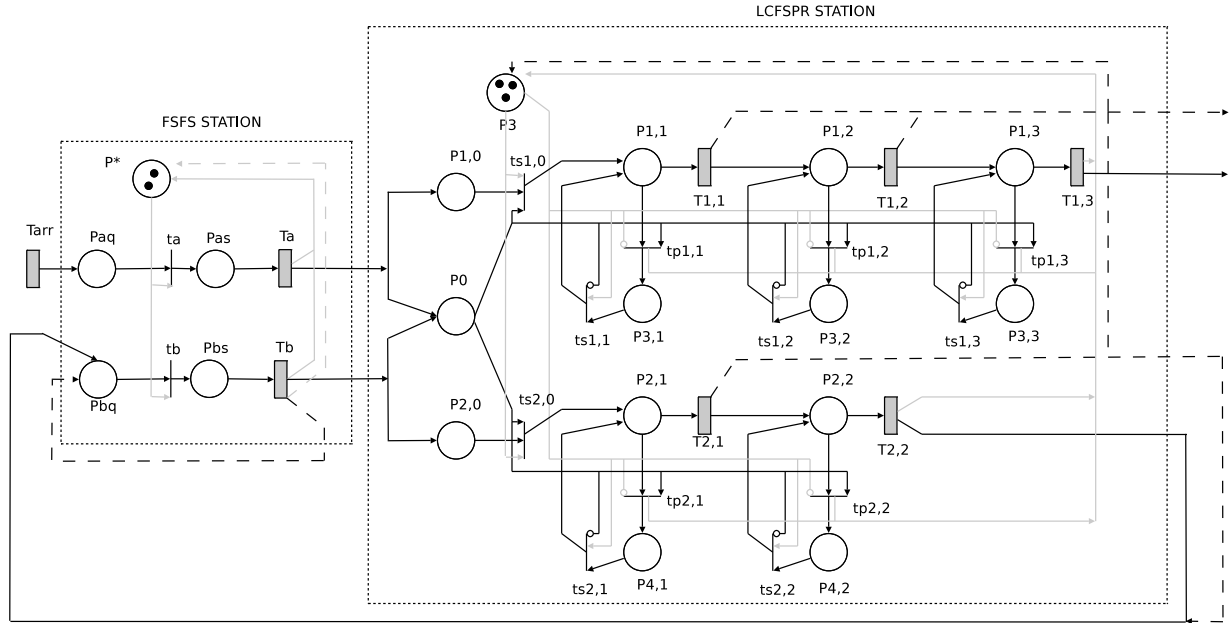 LCFSPR STATION
FSFS STATION
P*
P3
P1,0
ts1,0
P1,1
P1,2
P1,3
T1,1
T1,2
T1,3
Tarr
Paq
ta
Pas
Ta
tp1,1
tp1,2
tp1,3
P0
ts1,1
P3,1
ts1,2
P3,2
ts1,3
P3,3
tb
Pbs
Tb
Pbq
P2,0
ts2,0
P2,1
P2,2
T2,1
T2,2
tp2,1
tp2,2
ts2,1
P4,1
ts2,2
P4,2